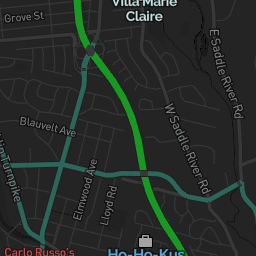 Villa Marie
Claire
Grove St
E Saddle River Rd
Blauvelt Ave
W Saddle River Rd
Turnpike
Elmwood Ave
Lloyd Rd
Carlo Russo's
Ho-Ho-Kus